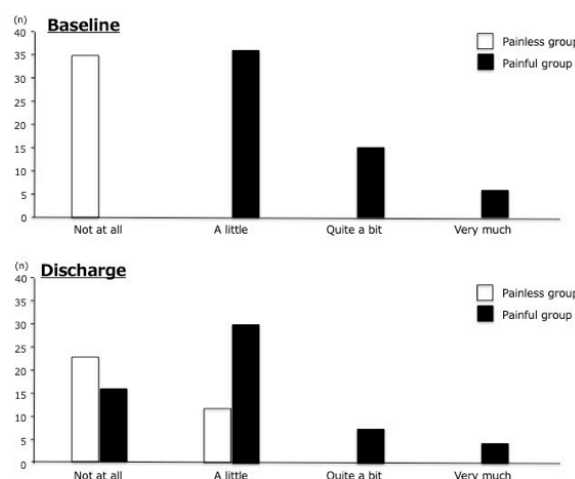 (n)
Baseline
40
35
30
25
20
15
10
5
0
Painless group
Painful group
Not at all
A little
Quite a bit
Very much
(n)
Discharge
40
35
30
25
20
15
10
5
0
Painless group
Painful group
Not at all
A little
Quite a bit
Very much